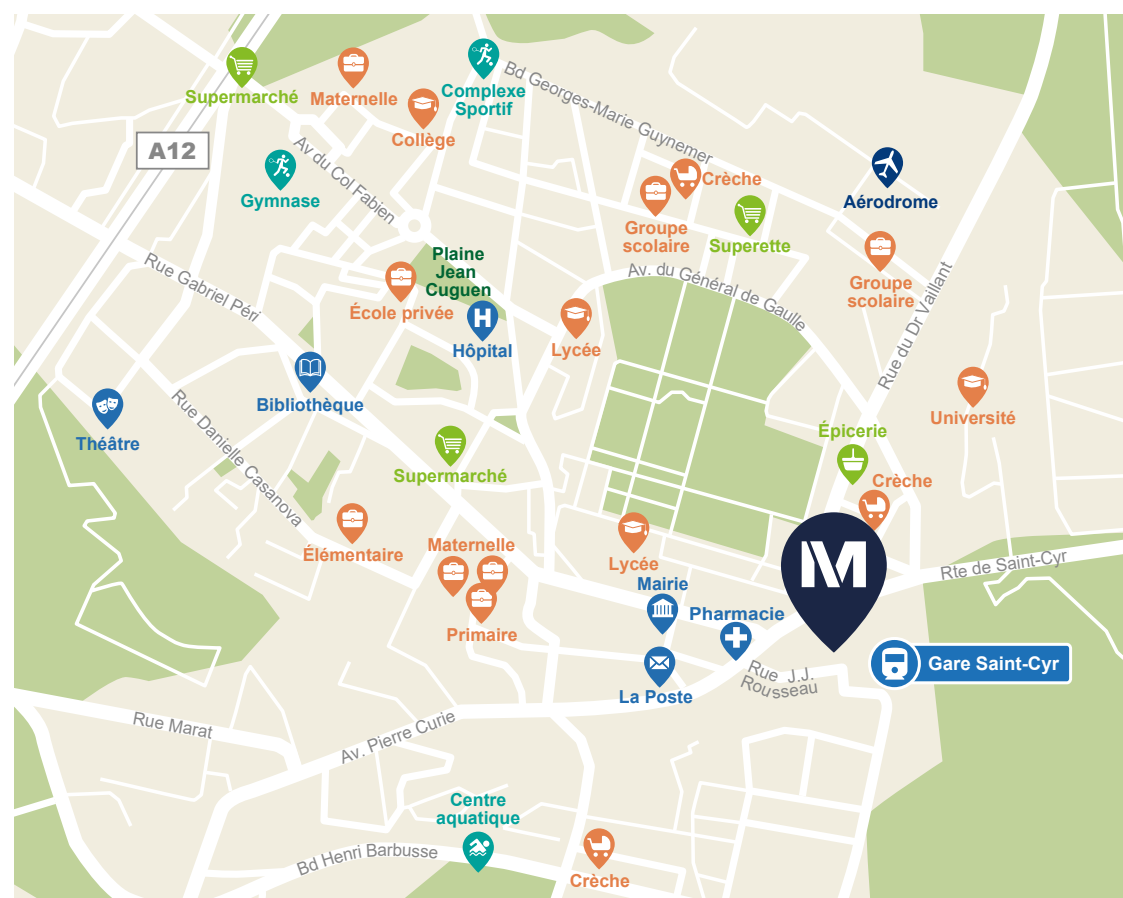 Supermarché
Maternelle
Complexe
Sportif
Bd Georges-Marie Guynemer
Collège
A12
Av du Col Fabien
Gymnase
Crèche
Groupe
scolaire
Superette
Aérodrome
Groupe
scolaire
Plaine
Jean
Cuguen
Rue Gabriel Péri
École privée
H
Hôpital
Lycée
Av. du Général de Gaulle
Rue du Dr Vaillant
Bibliothèque
Théâtre
Rue Danielle Casanova
Université
Épicerie
Supermarché
Crèche
Élémentaire
Maternelle
Primaire
Lycée
Mairie
Pharmacie
M
Rte de Saint-Cyr
Gare Saint-Cyr
Rue J.J.
Rousseau
La Poste
Rue Marat
Av. Pierre Curie
Centre
aquatique
Bd Henri Barbusse
Crèche